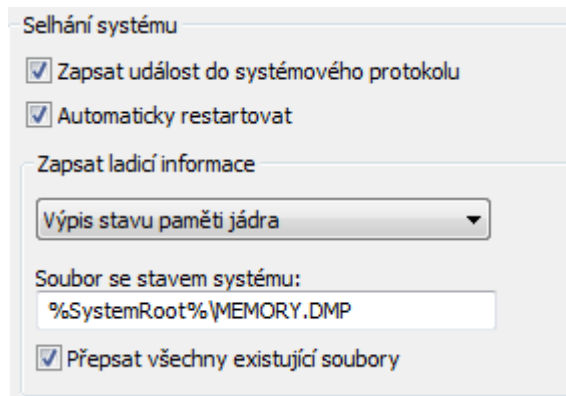 Selhání systému
Zapsat událost do systémového protokolu
Automaticky restartovat
Zapsat ladicí informace
Výpis stavu paměti jádra
Soubor se stavem systému:
%SystemRoot%\MEMORY.DMP
Přepsat všechny existující soubory